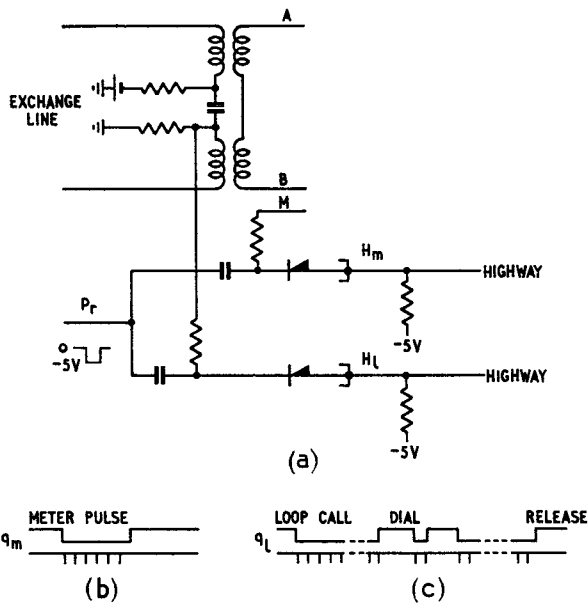 A
EXCHANGE
LINE
B
M
Hm
HIGHWAY
Pr
-5V
O
-5V
Hl
HIGHWAY
-5V
(a)
METER PULSE
qm
(b)
LOOP CALL DIAL RELEASE
ql
(c)